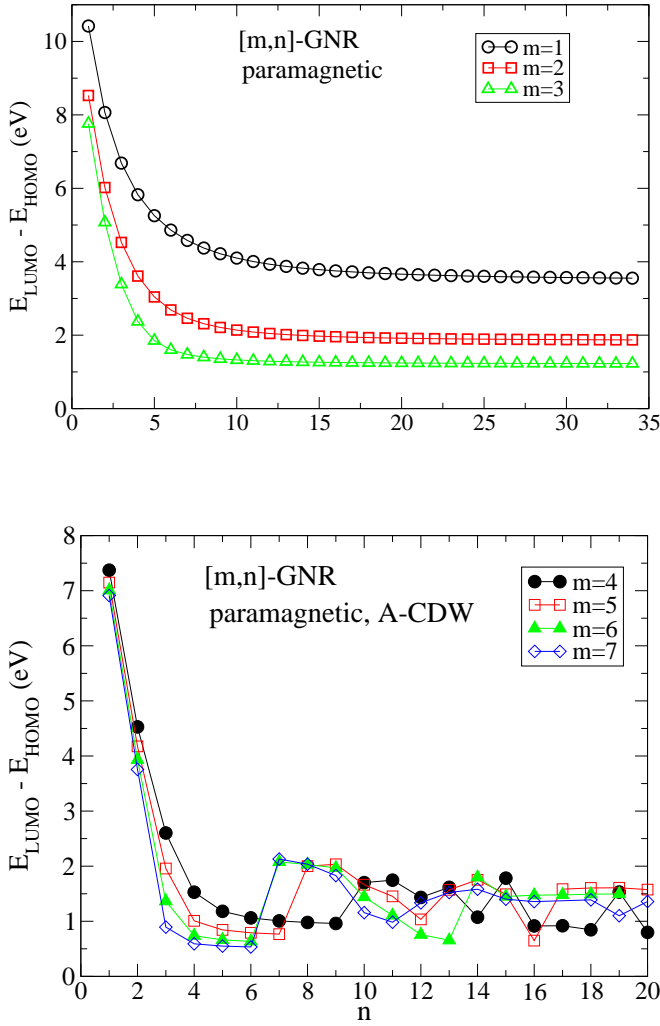 [m,n]-GNR
paramagnetic
m=1
m=2
m=3
E_LUMO - E_HOMO (eV)
10
8
6
4
2
0
0 5 10 15 20 25 30 35
[m,n]-GNR
paramagnetic, A-CDW
m=4
m=5
m=6
m=7
E_LUMO - E_HOMO (eV)
8
7
6
5
4
3
2
1
0
0 2 4 6 8 10 12 14 16 18 20
n